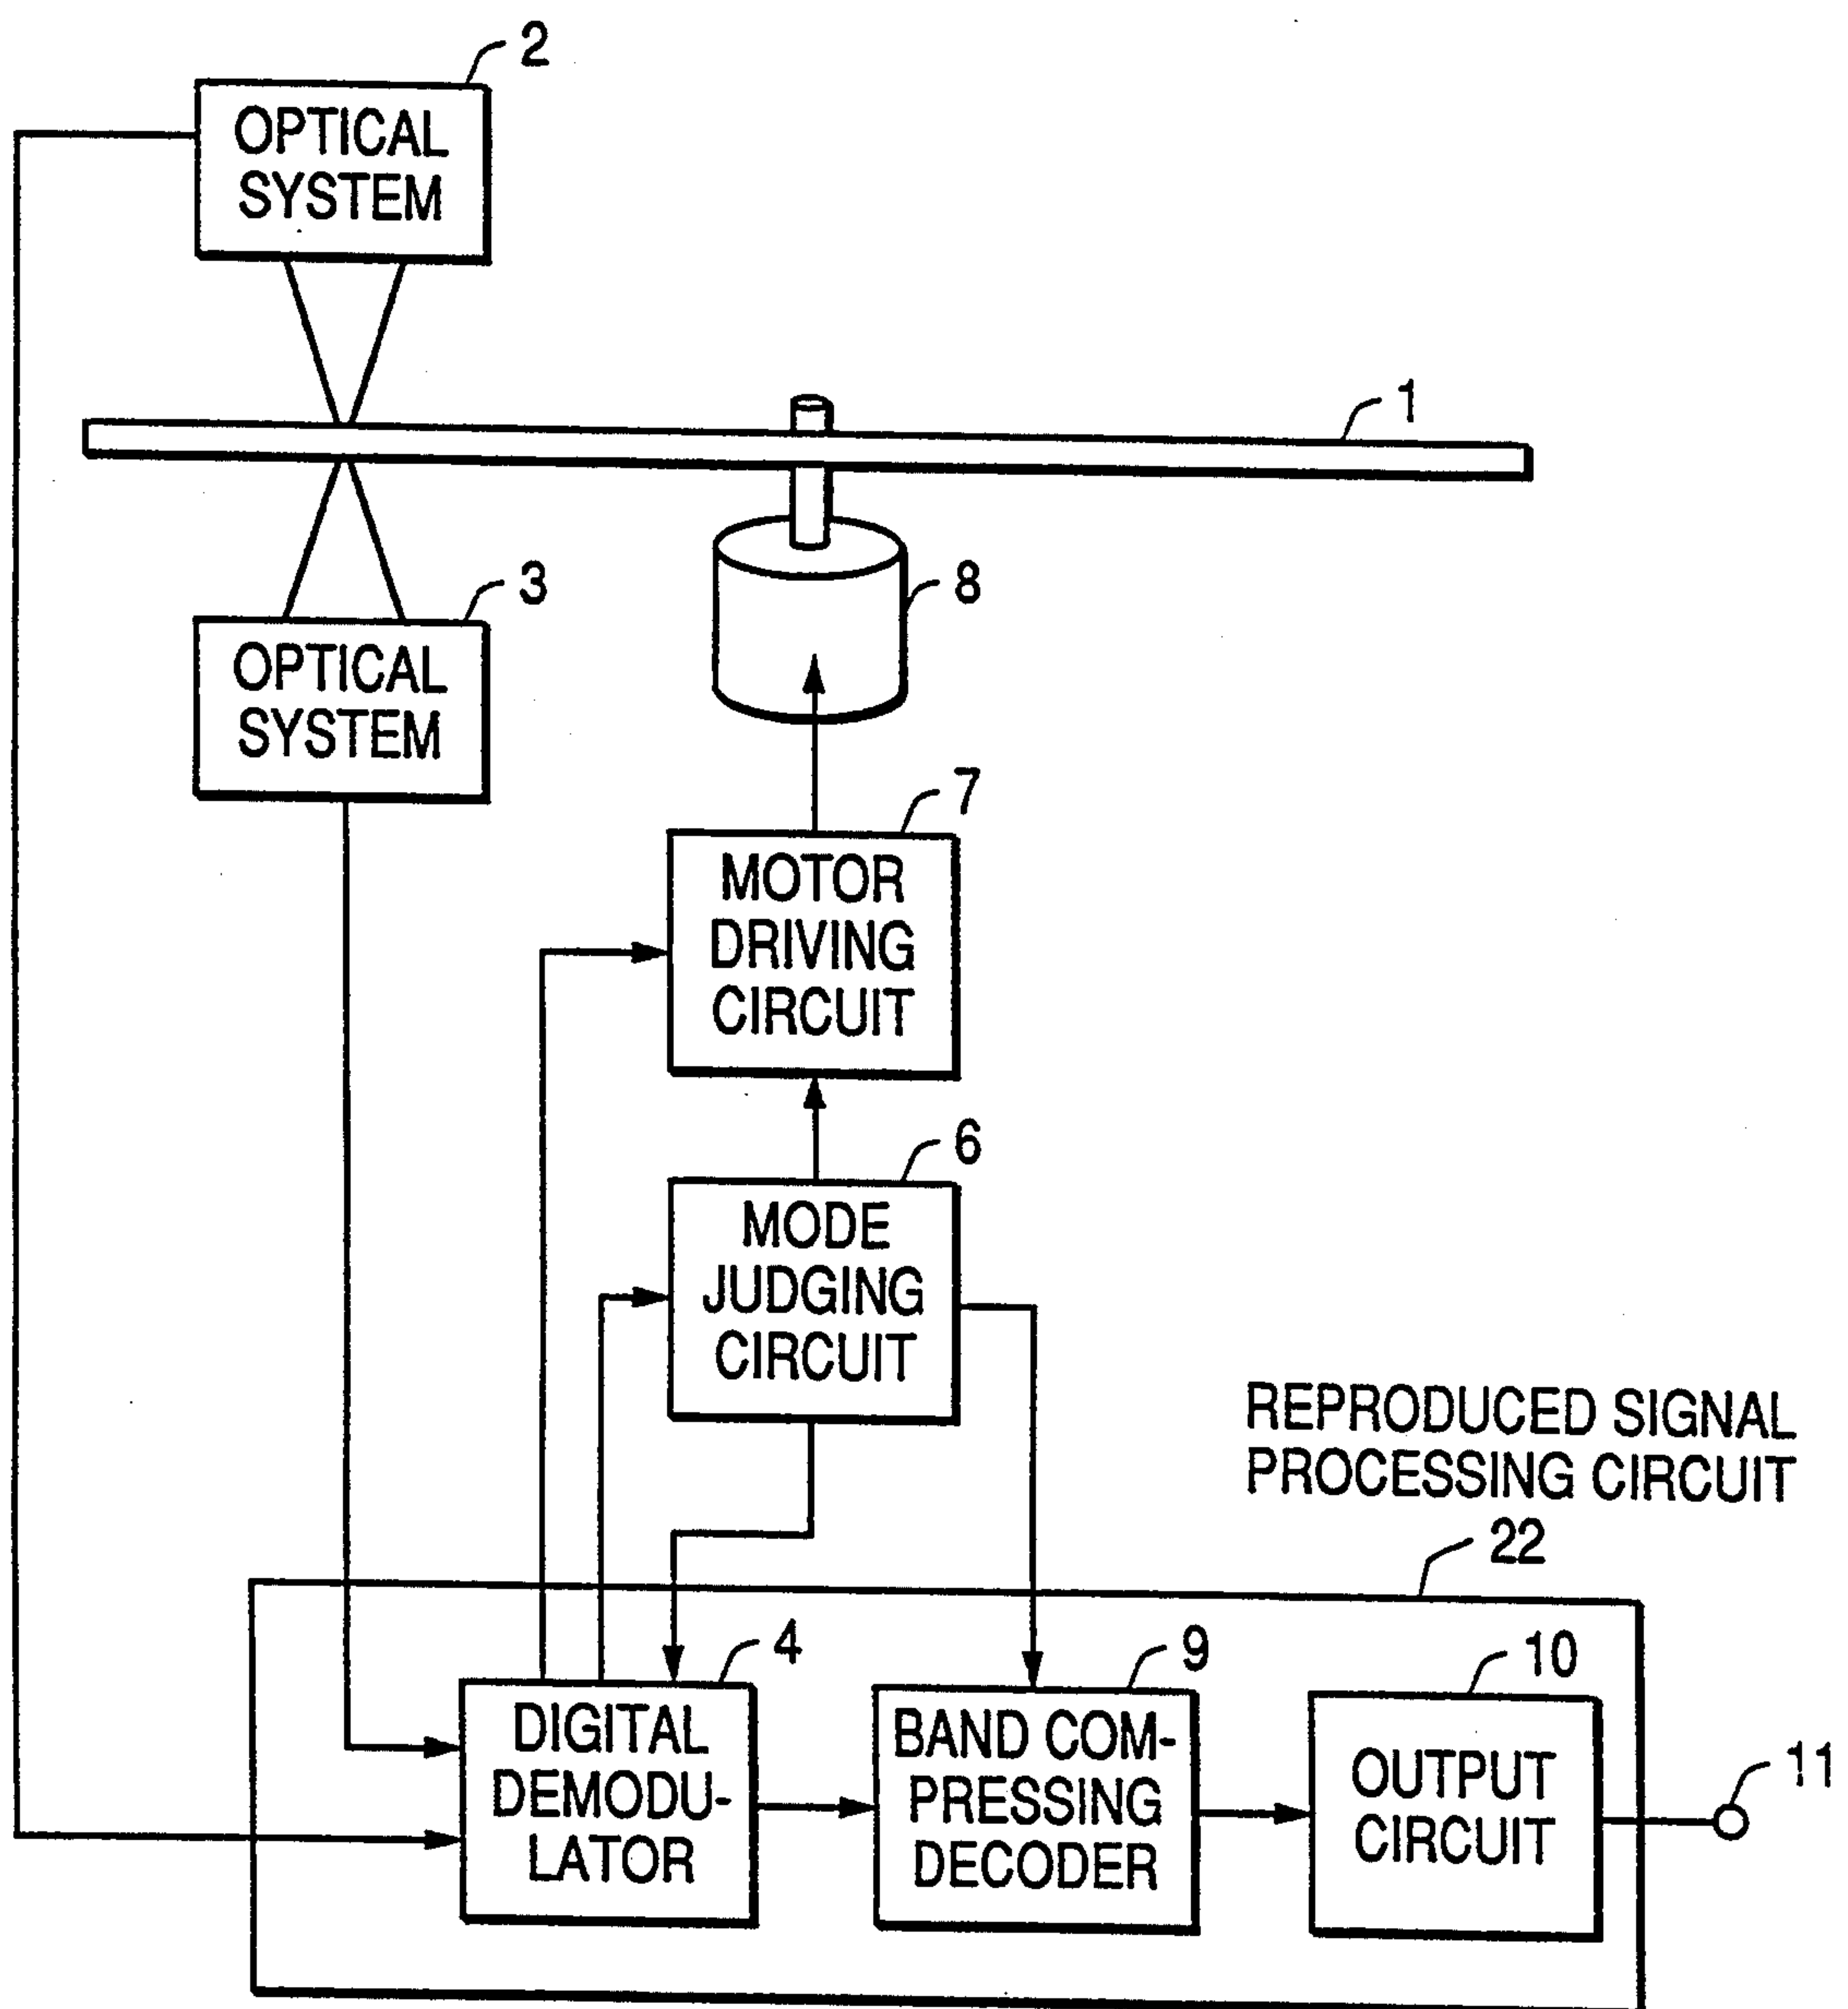 2
OPTICAL
SYSTEM
1
3
OPTICAL
SYSTEM
8
7
MOTOR
DRIVING
CIRCUIT
6
MODE
JUDGING
CIRCUIT
REPRODUCED SIGNAL
PROCESSING CIRCUIT
22
4
DIGITAL
DEMODU-
LATOR
9
BAND COM-
PRESSING
DECODER
10
OUTPUT
CIRCUIT
11